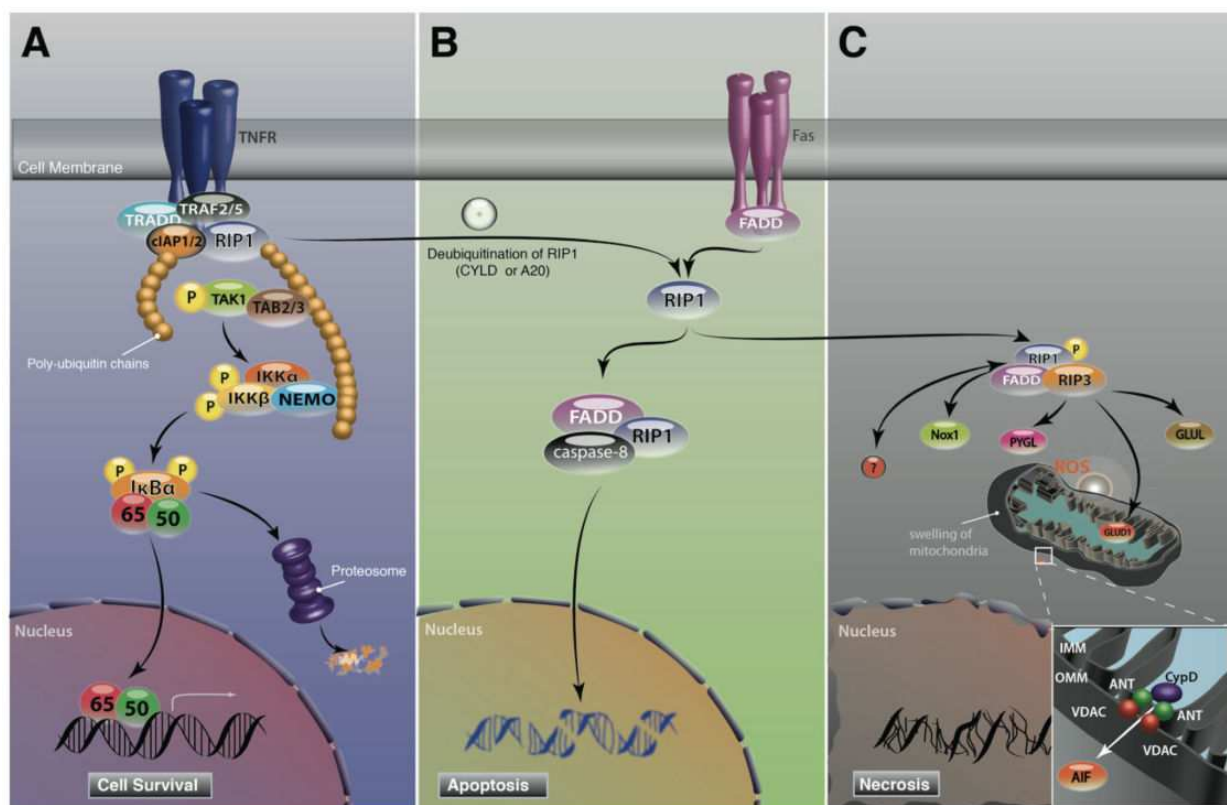 A
TNFR
Cell Membrane
TRADD
TRAF2/5
cIAP1/2
RIP1
P
TAK1
TAB2/3
Poly-ubiquitin chains
P
IKKα
P
IKKβ
NEMO
P
P
IκBα
65
50
Proteosome
Nucleus
65
50
Cell Survival
B
Fas
FADD
Deubiquitination of RIP1
(CYLD or A20)
RIP1
FADD
RIP1
caspase-8
Nucleus
Apoptosis
C
RIP1
P
FADD
RIP3
Nox1
PYGL
GLUL
?
ROS
GLUD1
swelling of
mitochondria
Nucleus
IMM
OMM
ANT
CypD
VDAC
ANT
VDAC
AIF
Necrosis